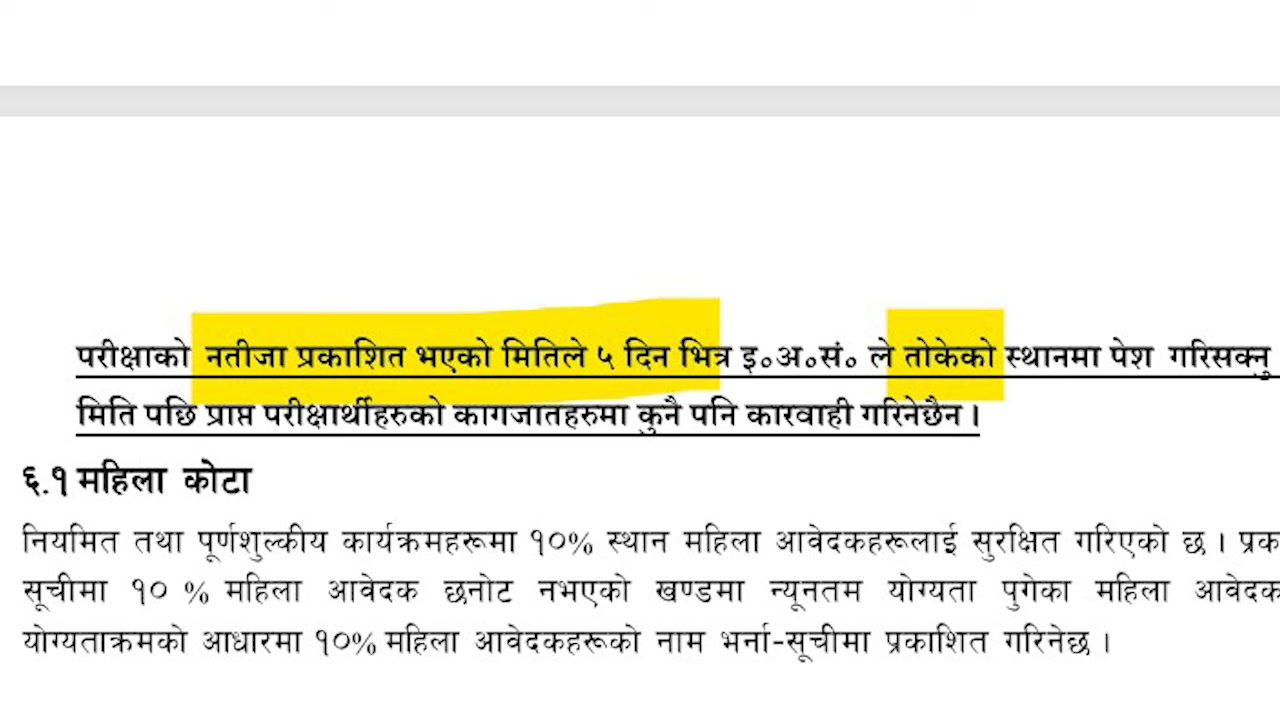 परीक्षाको नतीजा प्रकाशित भएको मितिले ५ दिन भित्र इ॰अ॰सं॰ ले तोकेको स्थानमा पेश गरिसक्नु
मिति पछि प्राप्त परीक्षार्थीहरुको कागजातहरुमा कुनै पनि कारवाही गरिनेछैन।
६.१ महिला कोटा
नियमित तथा पूर्णशुल्कीय कार्यक्रमहरूमा १०% स्थान महिला आवेदकहरूलाई सुरक्षित गरिएको छ । प्रक
सूचीमा १० % महिला आवेदक छनोट नभएको खण्डमा न्यूनतम योग्यता पुगेका महिला आवेदक
योग्यताक्रमको आधारमा १०% महिला आवेदकहरूको नाम भर्ना-सूचीमा प्रकाशित गरिनेछ ।